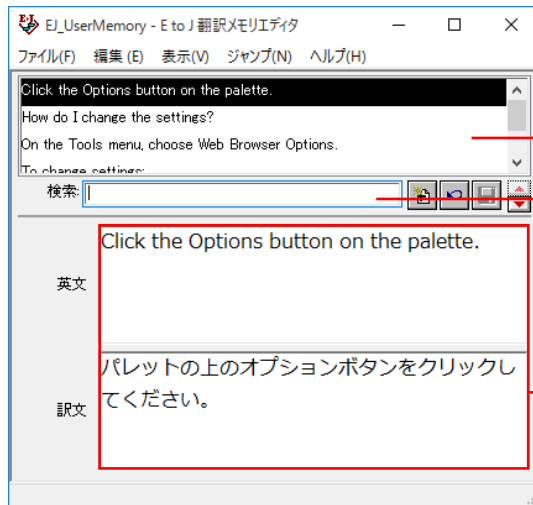 EJ_UserMemory - E to J 翻訳メモリエディタ
ファイル(F) 編集 (E) 表示(V) ジャンプ(N) ヘルプ(H)
Click the Options button on the palette.
How do I change the settings?
On the Tools menu, choose Web Browser Options.
To change settings:
検索:
Click the Options button on the palette.
英文
パレットの上のオプションボタンをクリックし
てください。
訳文